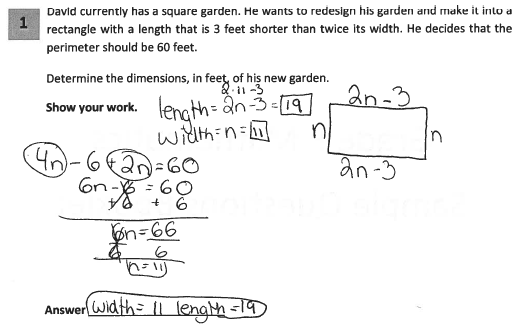 1
David currently has a square garden. He wants to redesign his garden and make it into a
rectangle with a length that is 3 feet shorter than twice its width. He decides that the
perimeter should be 60 feet.
Determine the dimensions, in feet, of his new garden.
2·11-3
Show your work.
length = 2n-3 = 19
width = n = 11
2n-3
n
n
2n-3
4n - 6 + 2n = 60
6n - 6 = 60
+6 + 6
6n = 66
6 6
n = 11
Answer width = 11 length = 19